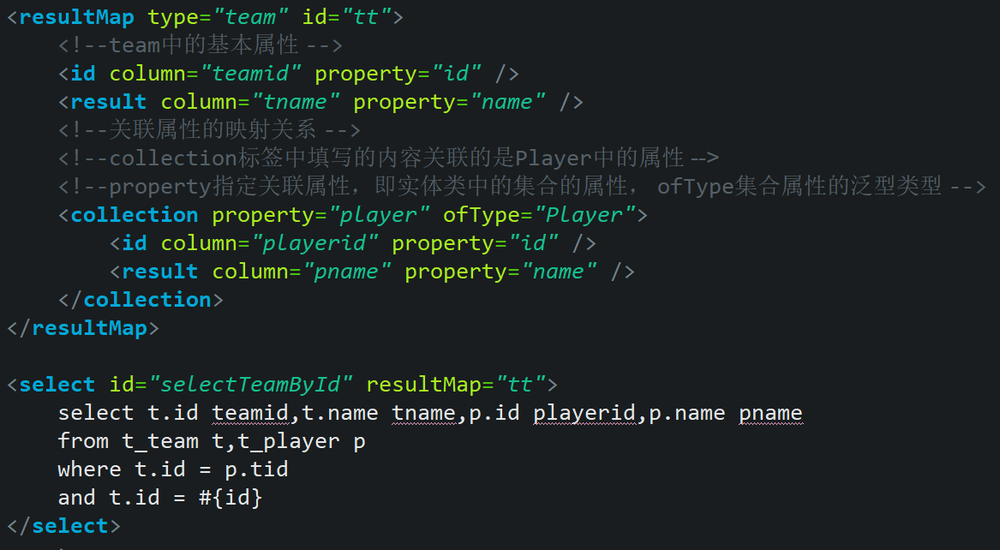 <resultMap type="team" id="tt">
<!--team中的基本属性 -->
<id column="teamid" property="id" />
<result column="tname" property="name" />
<!--关联属性的映射关系 -->
<!--collection标签中填写的内容关联的是Player中的属性 -->
<!--property指定关联属性，即实体类中的集合的属性， ofType集合属性的泛型类型 -->
<collection property="player" ofType="Player">
<id column="playerid" property="id" />
<result column="pname" property="name" />
</collection>
</resultMap>
<select id="selectTeamById" resultMap="tt">
select t.id teamid,t.name tname,p.id playerid,p.name pname
from t_team t,t_player p
where t.id = p.tid
and t.id = #{id}
</select>